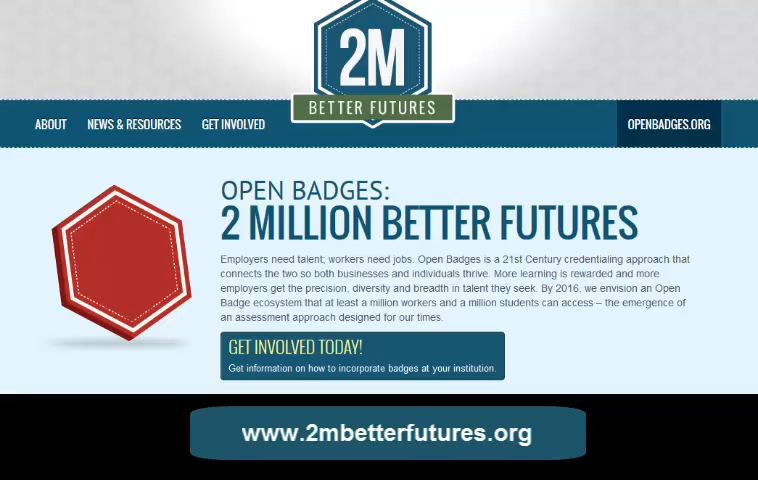 2M
BETTER FUTURES
ABOUT
NEWS & RESOURCES
GET INVOLVED
OPENBADGES.ORG
OPEN BADGES:
2 MILLION BETTER FUTURES
Employers need talent; workers need jobs. Open Badges is a 21st Century credentialing approach that
connects the two so both businesses and individuals thrive. More learning is rewarded and more
employers get the precision, diversity and breadth in talent they seek. By 2016, we envision an Open
Badge ecosystem that at least a million workers and a million students can access – the emergence of
an assessment approach designed for our times.
GET INVOLVED TODAY!
Get information on how to incorporate badges at your institution.
www.2mbetterfutures.org